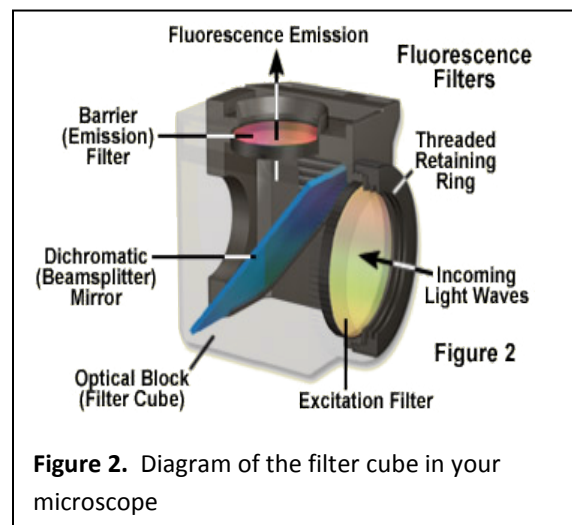 Fluorescence Emission
Fluorescence
Filters
Barrier
(Emission)
Filter
Threaded
Retaining
Ring
Dichromatic
(Beamsplitter)
Mirror
Incoming
Light Waves
Figure 2
Optical Block
(Filter Cube)
Excitation Filter
Figure 2.  Diagram of the filter cube in your
microscope